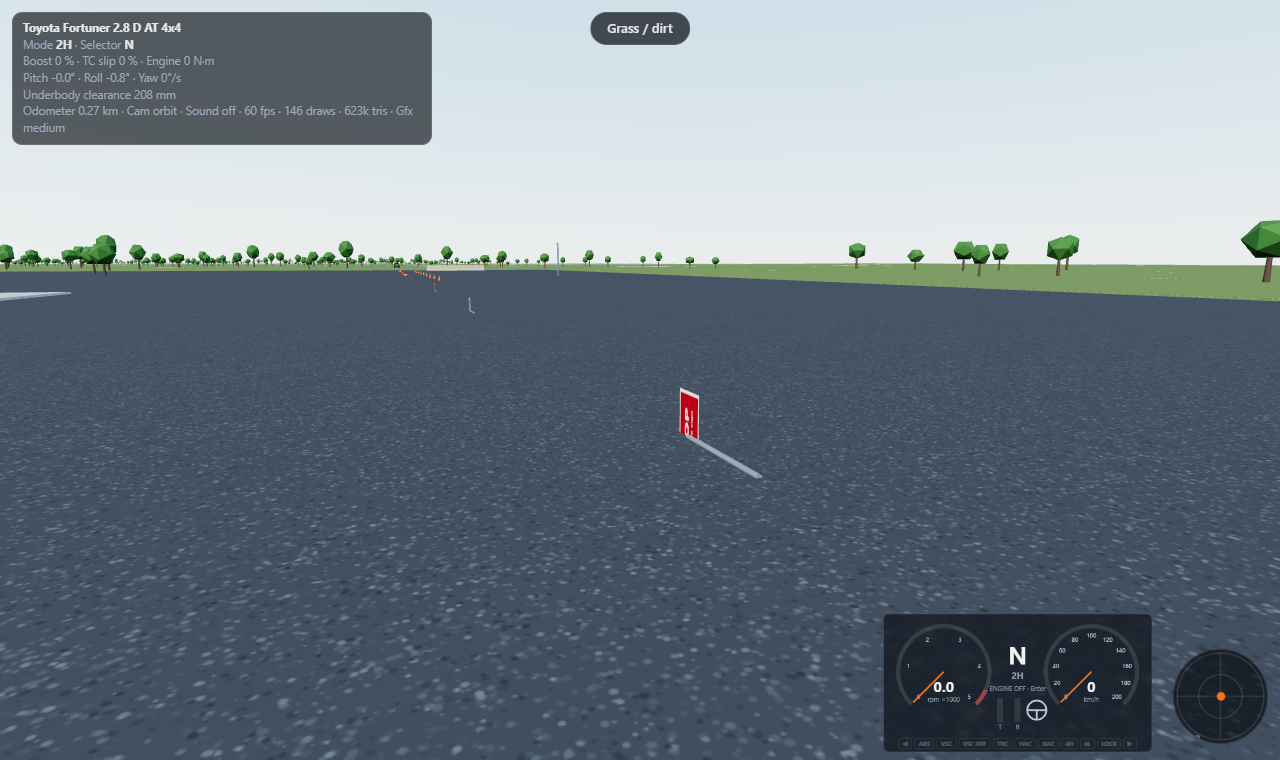 Toyota Fortuner 2.8 D AT 4x4
Mode 2H · Selector N
Boost 0 % · TC slip 0 % · Engine 0 N·m
Pitch -0.0° · Roll -0.8° · Yaw 0°/s
Underbody clearance 208 mm
Odometer 0.27 km · Cam orbit · Sound off · 60 fps · 146 draws · 623k tris · Gfx
medium
Grass / dirt
1 2 3 4 5
0.0
rpm ×1000
N
2H
ENGINE OFF · Enter
T B
20 40 60 80 100 120 140 160 180 200
0
km/h
ABS VSC VSC OFF TRC HAC DAC 4H 4L LOCK